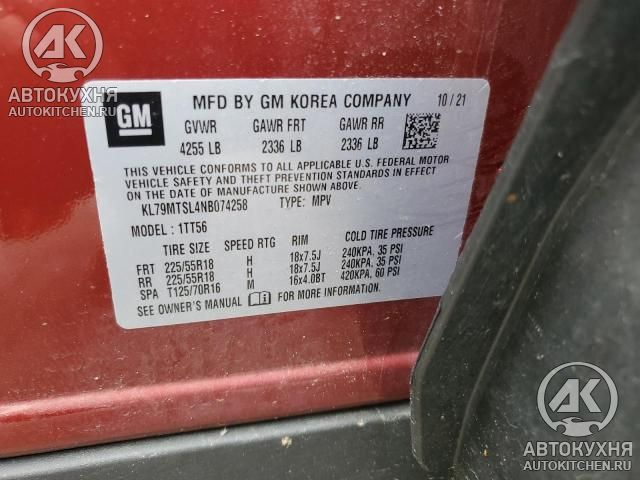 AK
АВТОКУХНЯ
AUTOKITCHEN.RU
GM
MFD BY GM KOREA COMPANY 10/21
GVWR GAWR FRT GAWR RR
4255 LB 2336 LB 2336 LB
THIS VEHICLE CONFORMS TO ALL APPLICABLE U.S. FEDERAL MOTOR
VEHICLE SAFETY AND THEFT PREVENTION STANDARDS IN EFFECT
ON THE DATE OF MANUFACTURE SHOWN ABOVE.
KL79MTSL4NB074258 TYPE: MPV
MODEL: 1TT56
TIRE SIZE SPEED RTG RIM COLD TIRE PRESSURE
FRT 225/55R18 H 18x7.5J 240KPA, 35 PSI
RR 225/55R18 H 18x7.5J 240KPA, 35 PSI
SPA T125/70R16 M 16x4.0BT 420KPA, 60 PSI
SEE OWNER'S MANUAL FOR MORE INFORMATION.
AK
АВТОКУХНЯ
AUTOKITCHEN.RU